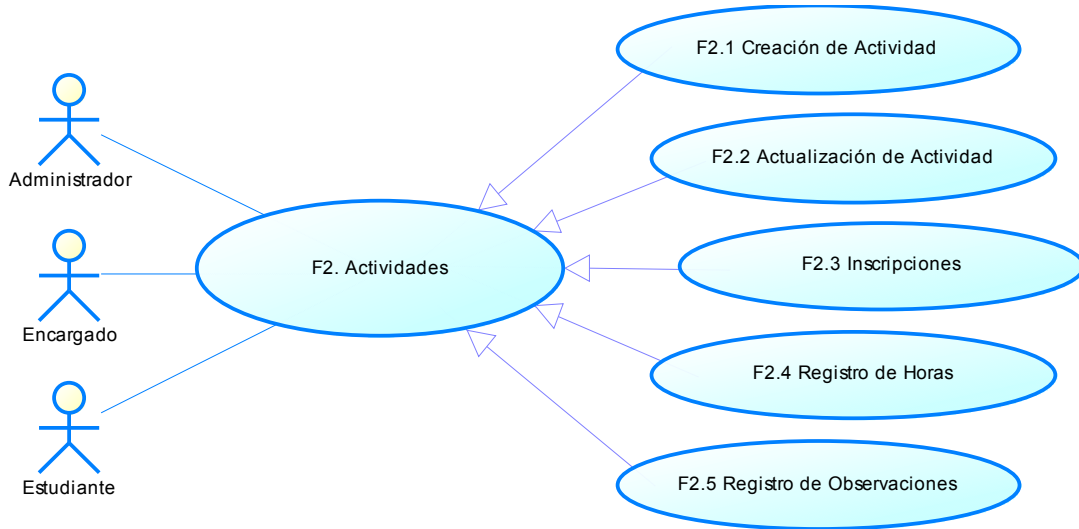 F2.1 Creación de Actividad
Administrador
F2.2 Actualización de Actividad
F2. Actividades
F2.3 Inscripciones
Encargado
F2.4 Registro de Horas
Estudiante
F2.5 Registro de Observaciones